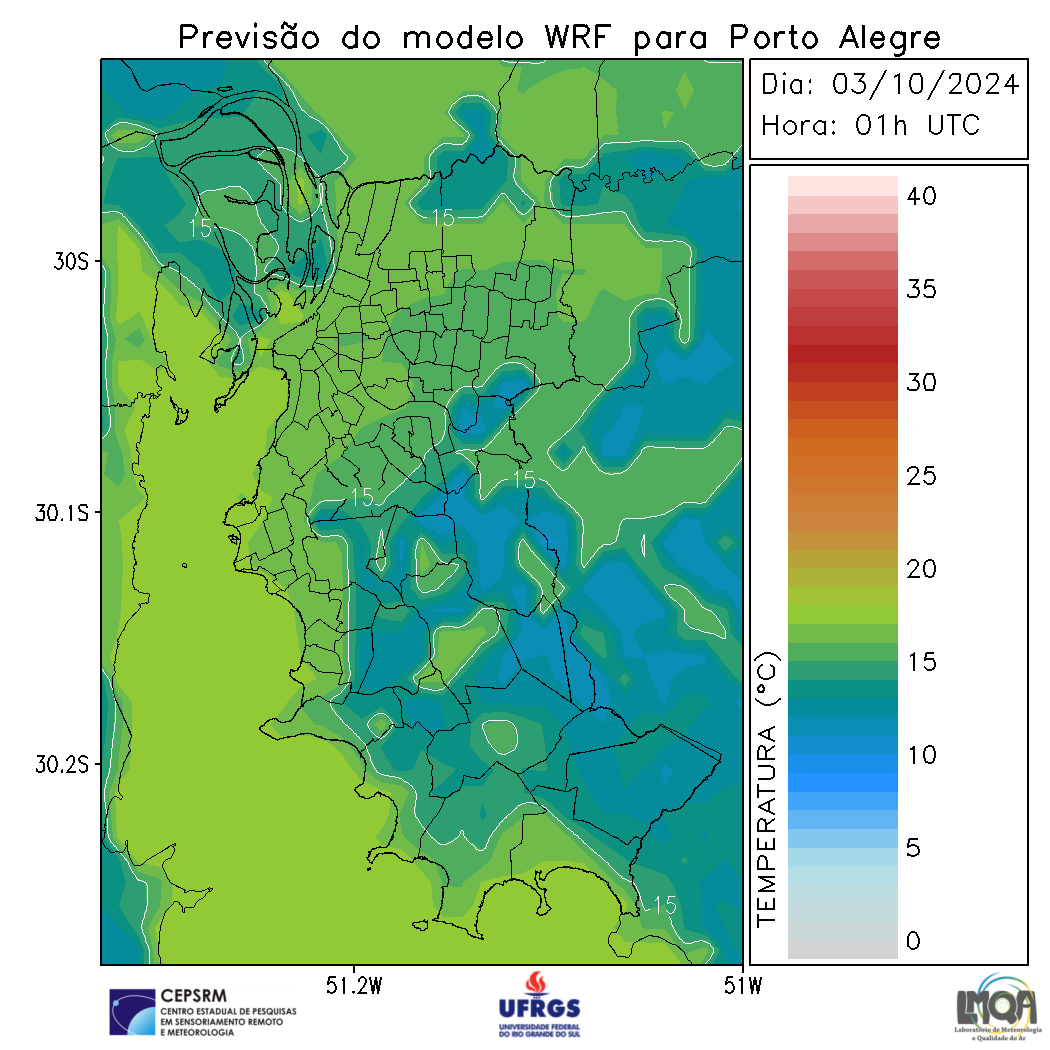 Previsão do modelo WRF para Porto Alegre
Dia: 03/10/2024
Hora: 01h UTC
40
35
30
25
20
15
10
5
0
TEMPERATURA (°C)
30S
30.1S
30.2S
51.2W
51W
15
15
15
15
15
CEPSRM
CENTRO ESTADUAL DE PESQUISAS
EM SENSORIAMENTO REMOTO
E METEOROLOGIA
UFRGS
UNIVERSIDADE FEDERAL
DO RIO GRANDE DO SUL
LMQA
Laboratório de Meteorologia
e Qualidade do Ar